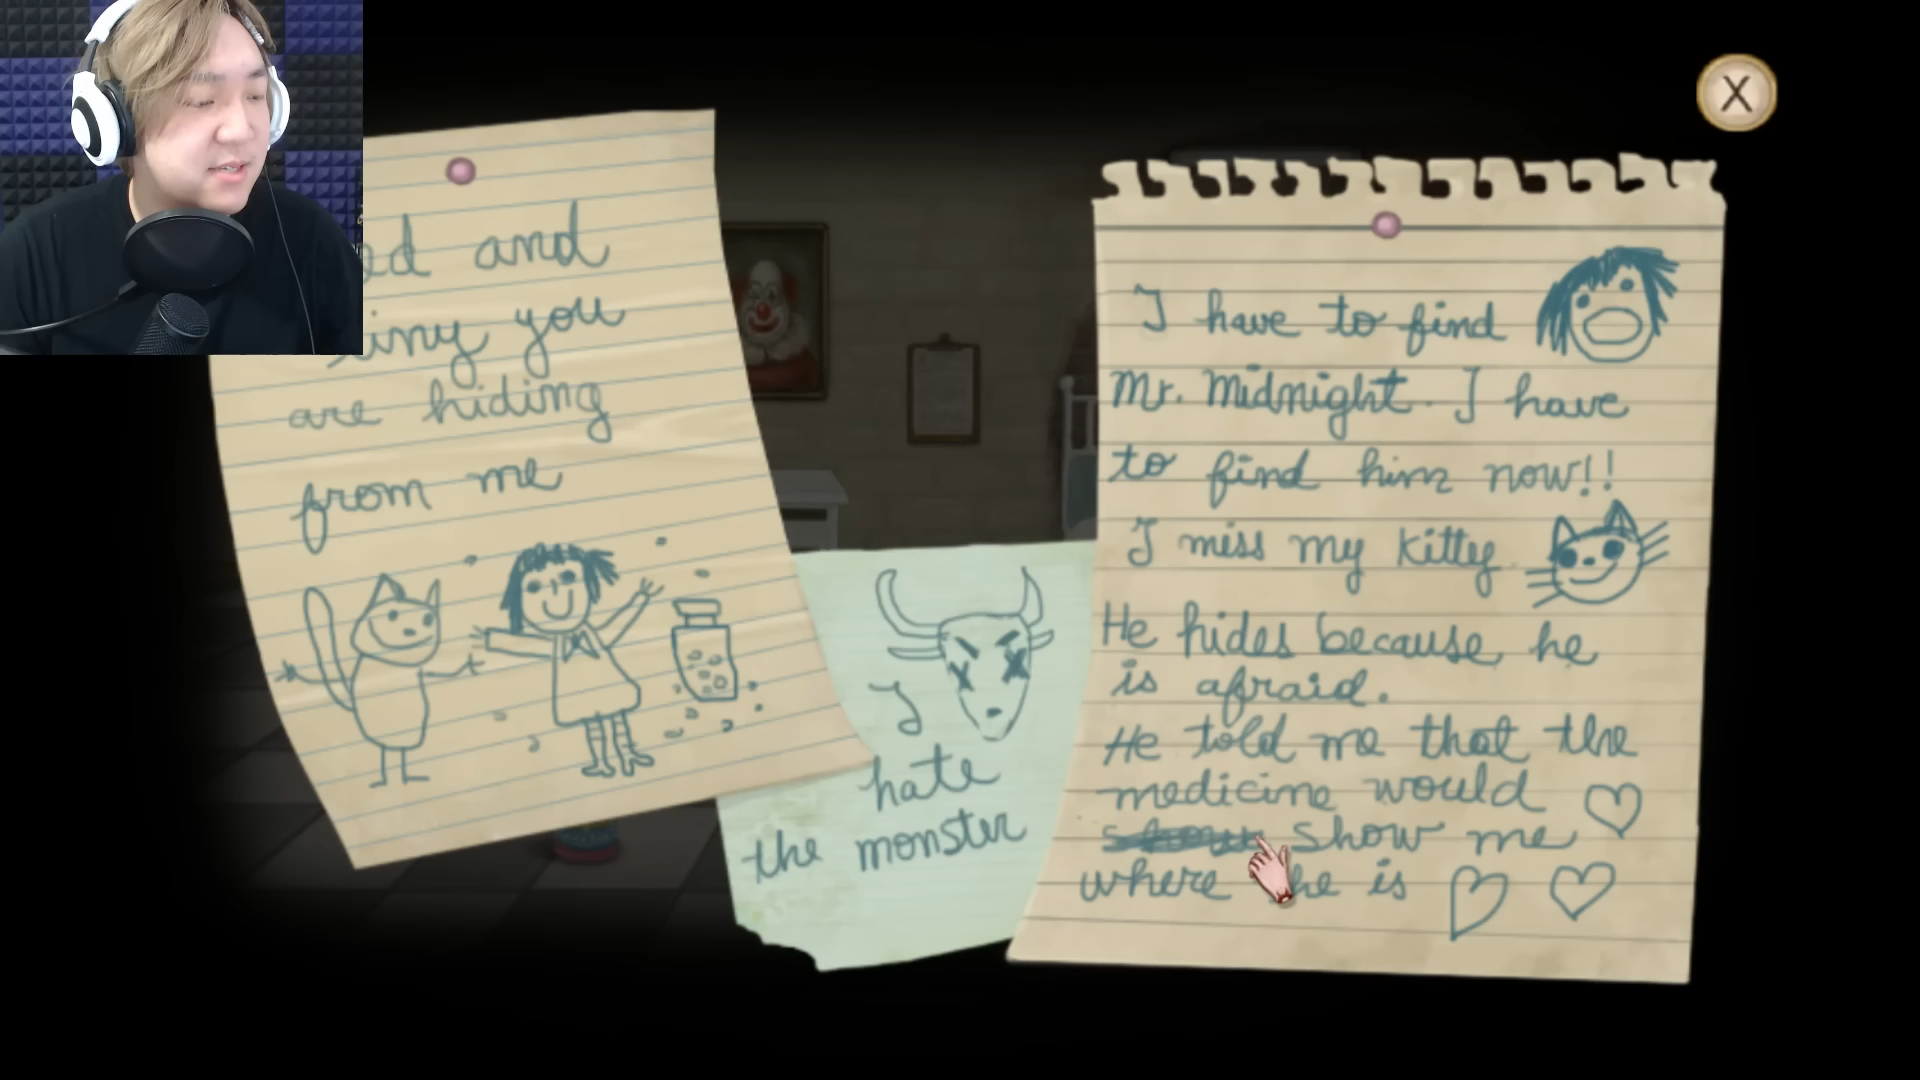 and
you
are hiding
from me
I
hate
the monster
X
I have to find
Mr. Midnight. I have
to find him now!!
I miss my Kitty
He hides because he
is afraid.
He told me that the
medicine would
show me
where he is